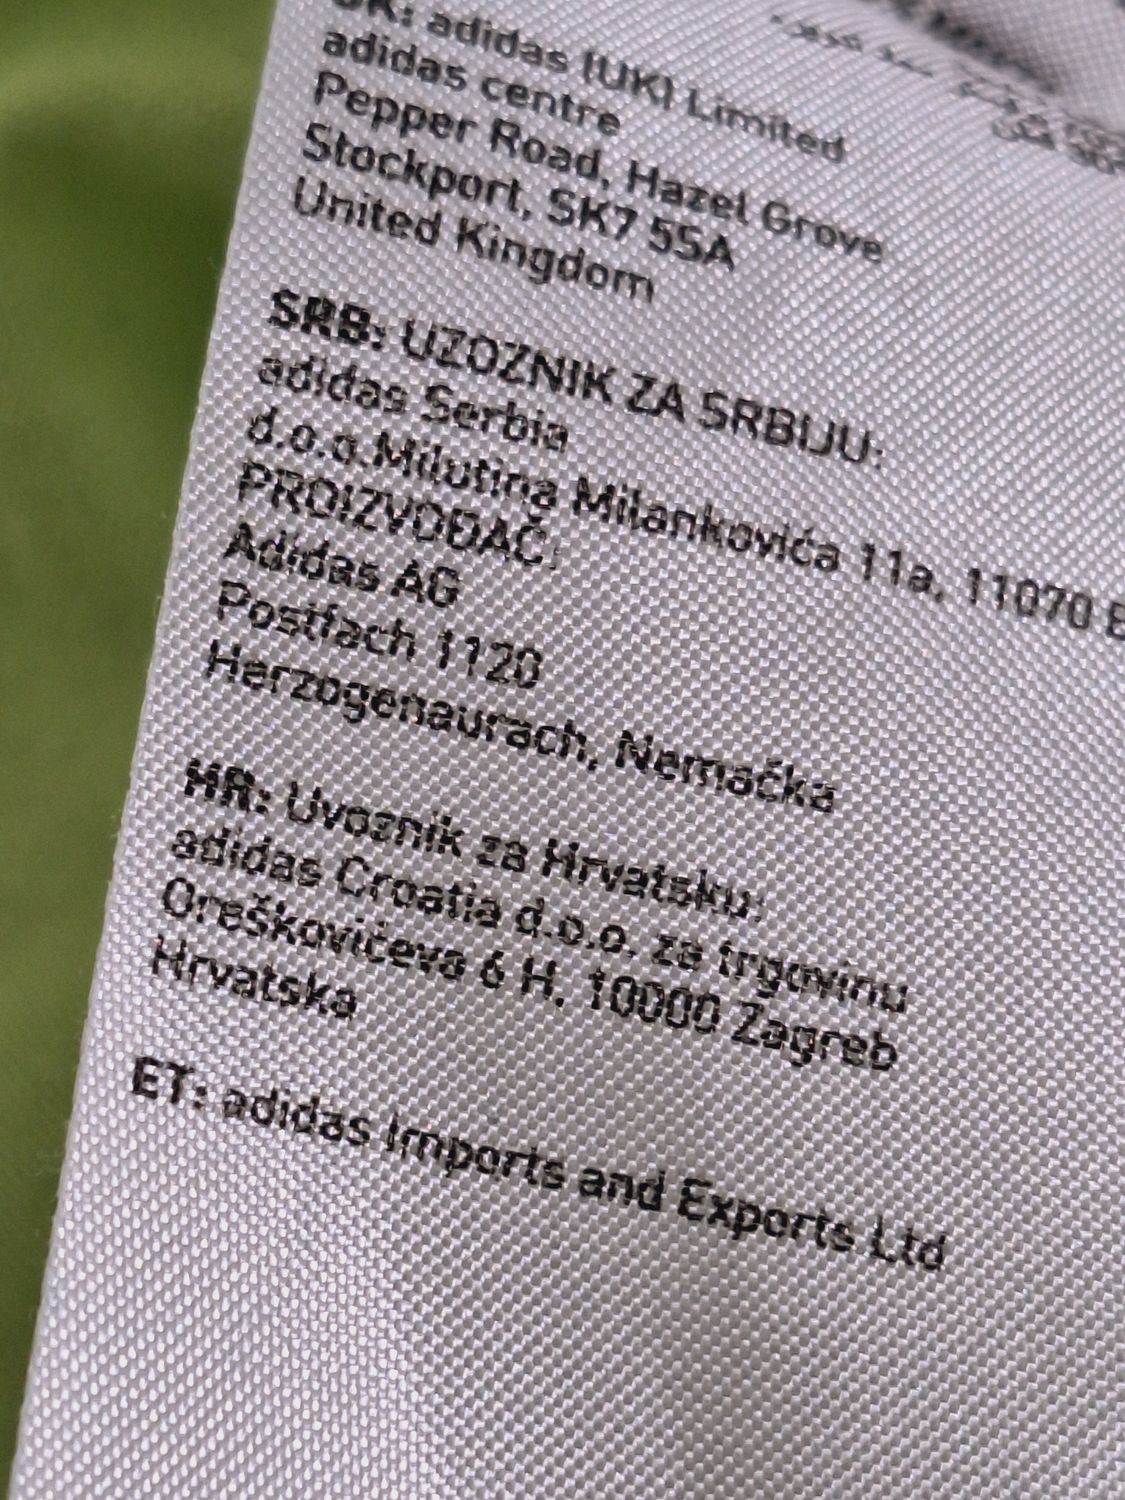 adidas (UK) Limited
adidas centre
Pepper Road, Hazel Grove
Stockport, SK7 5SA
United Kingdom
SRB: UZOZNIK ZA SRBIJU:
adidas Serbia
d.o.o.Milutina Milankovića 11a, 11070
PROIZVOĐAČ:
Adidas AG
Postfach 1120
Herzogenaurach, Nemačka
HR: Uvoznik za Hrvatsku:
adidas Croatia d.o.o. za trgovinu
Oreškovićeva 6 H, 10000 Zagreb
Hrvatska
ET: adidas Imports and Exports Ltd